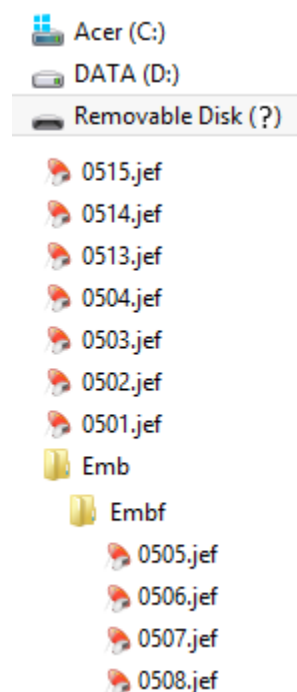 Acer (C:)
DATA (D:)
Removable Disk (?)
0515.jef
0514.jef
0513.jef
0504.jef
0503.jef
0502.jef
0501.jef
Emb
Embf
0505.jef
0506.jef
0507.jef
0508.jef